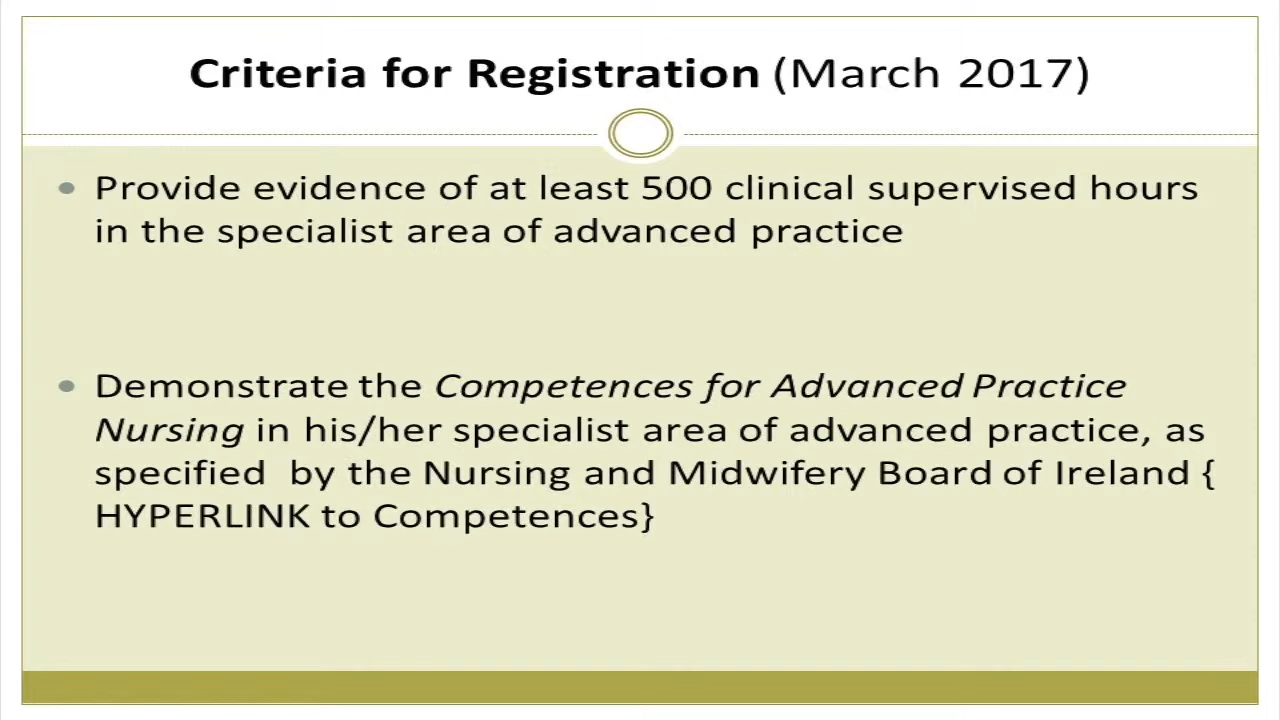 Criteria for Registration (March 2017)
• Provide evidence of at least 500 clinical supervised hours
in the specialist area of advanced practice
• Demonstrate the Competences for Advanced Practice
Nursing in his/her specialist area of advanced practice, as
specified  by the Nursing and Midwifery Board of Ireland {
HYPERLINK to Competences}